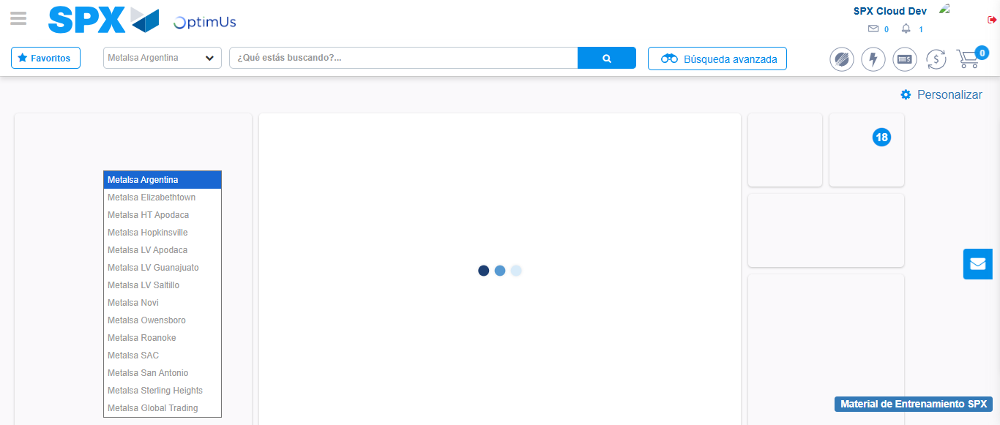 SPX
OptimUs
SPX Cloud Dev
0
1
Favoritos
Metalsa Argentina
¿Qué estás buscando?...
Búsqueda avanzada
$
$
0
Personalizar
18
Metalsa Argentina
Metalsa Elizabethtown
Metalsa HT Apodaca
Metalsa Hopkinsville
Metalsa LV Apodaca
Metalsa LV Guanajuato
Metalsa LV Saltillo
Metalsa Novi
Metalsa Owensboro
Metalsa Roanoke
Metalsa SAC
Metalsa San Antonio
Metalsa Sterling Heights
Metalsa Global Trading
Material de Entrenamiento SPX